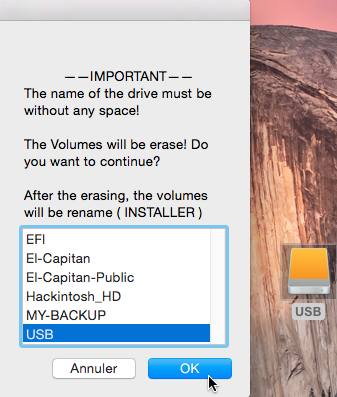 ——IMPORTANT——
The name of the drive must be
without any space!
The Volumes will be erase! Do
you want to continue?
After the erasing, the volumes
will be rename ( INSTALLER )
EFI
El-Capitan
El-Capitan-Public
Hackintosh_HD
MY-BACKUP
USB
Annuler
OK
USB